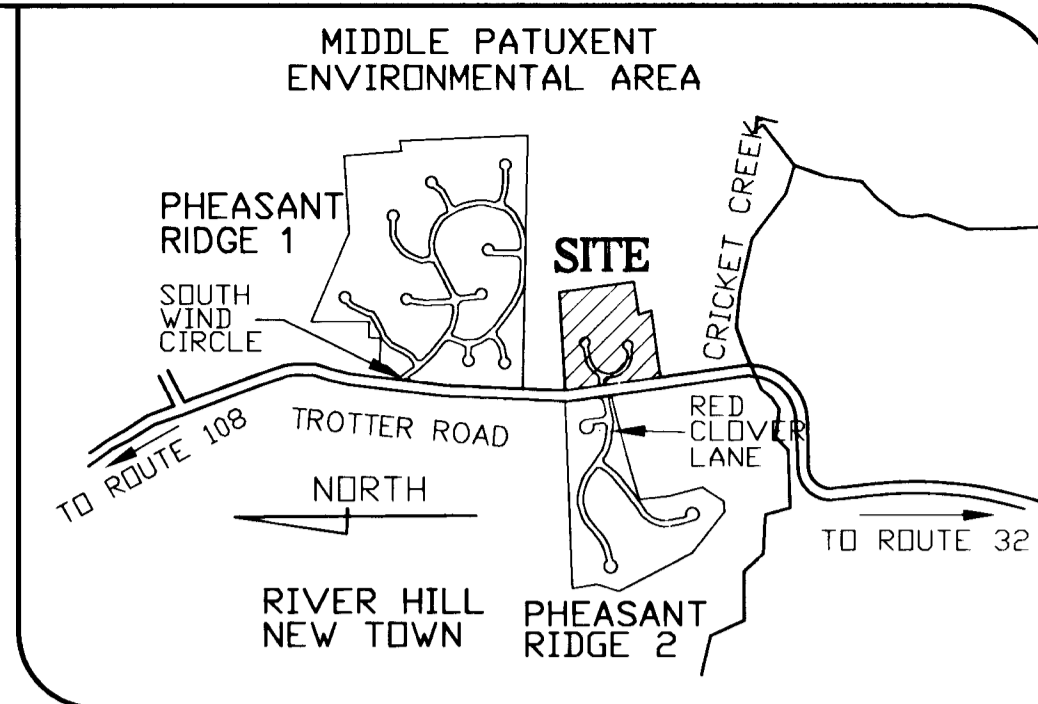 MIDDLE PATUXENT
ENVIRONMENTAL AREA
PHEASANT
RIDGE 1
SOUTH
WIND
CIRCLE
SITE
CRICKET CREEK
TROTTER ROAD
RED
CLOVER
LANE
TO ROUTE 108
NORTH
TO ROUTE 32
RIVER HILL
NEW TOWN
PHEASANT
RIDGE 2